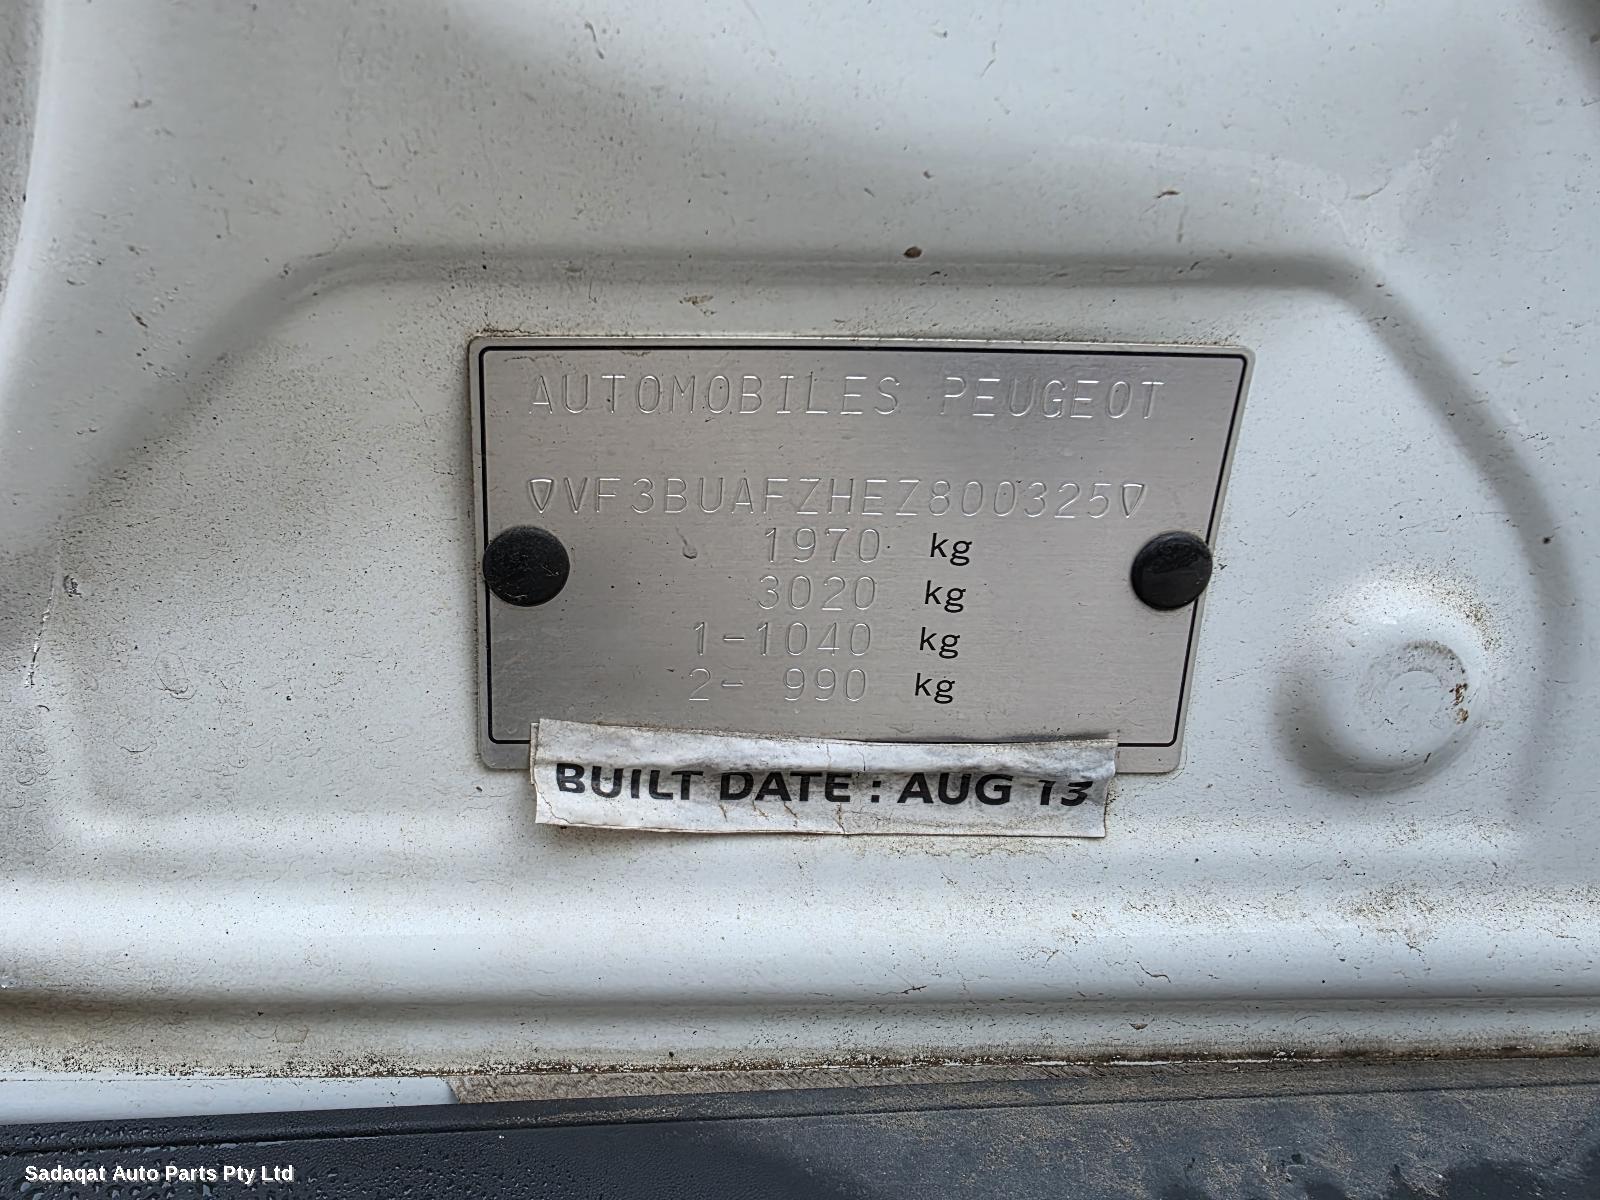 AUTOMOBILES PEUGEOT
▽VF3BUAFZHEZ800325▽
1970 kg
3020 kg
1-1040 kg
2- 990 kg
BUILT DATE : AUG 13
Sadaqat Auto Parts Pty Ltd